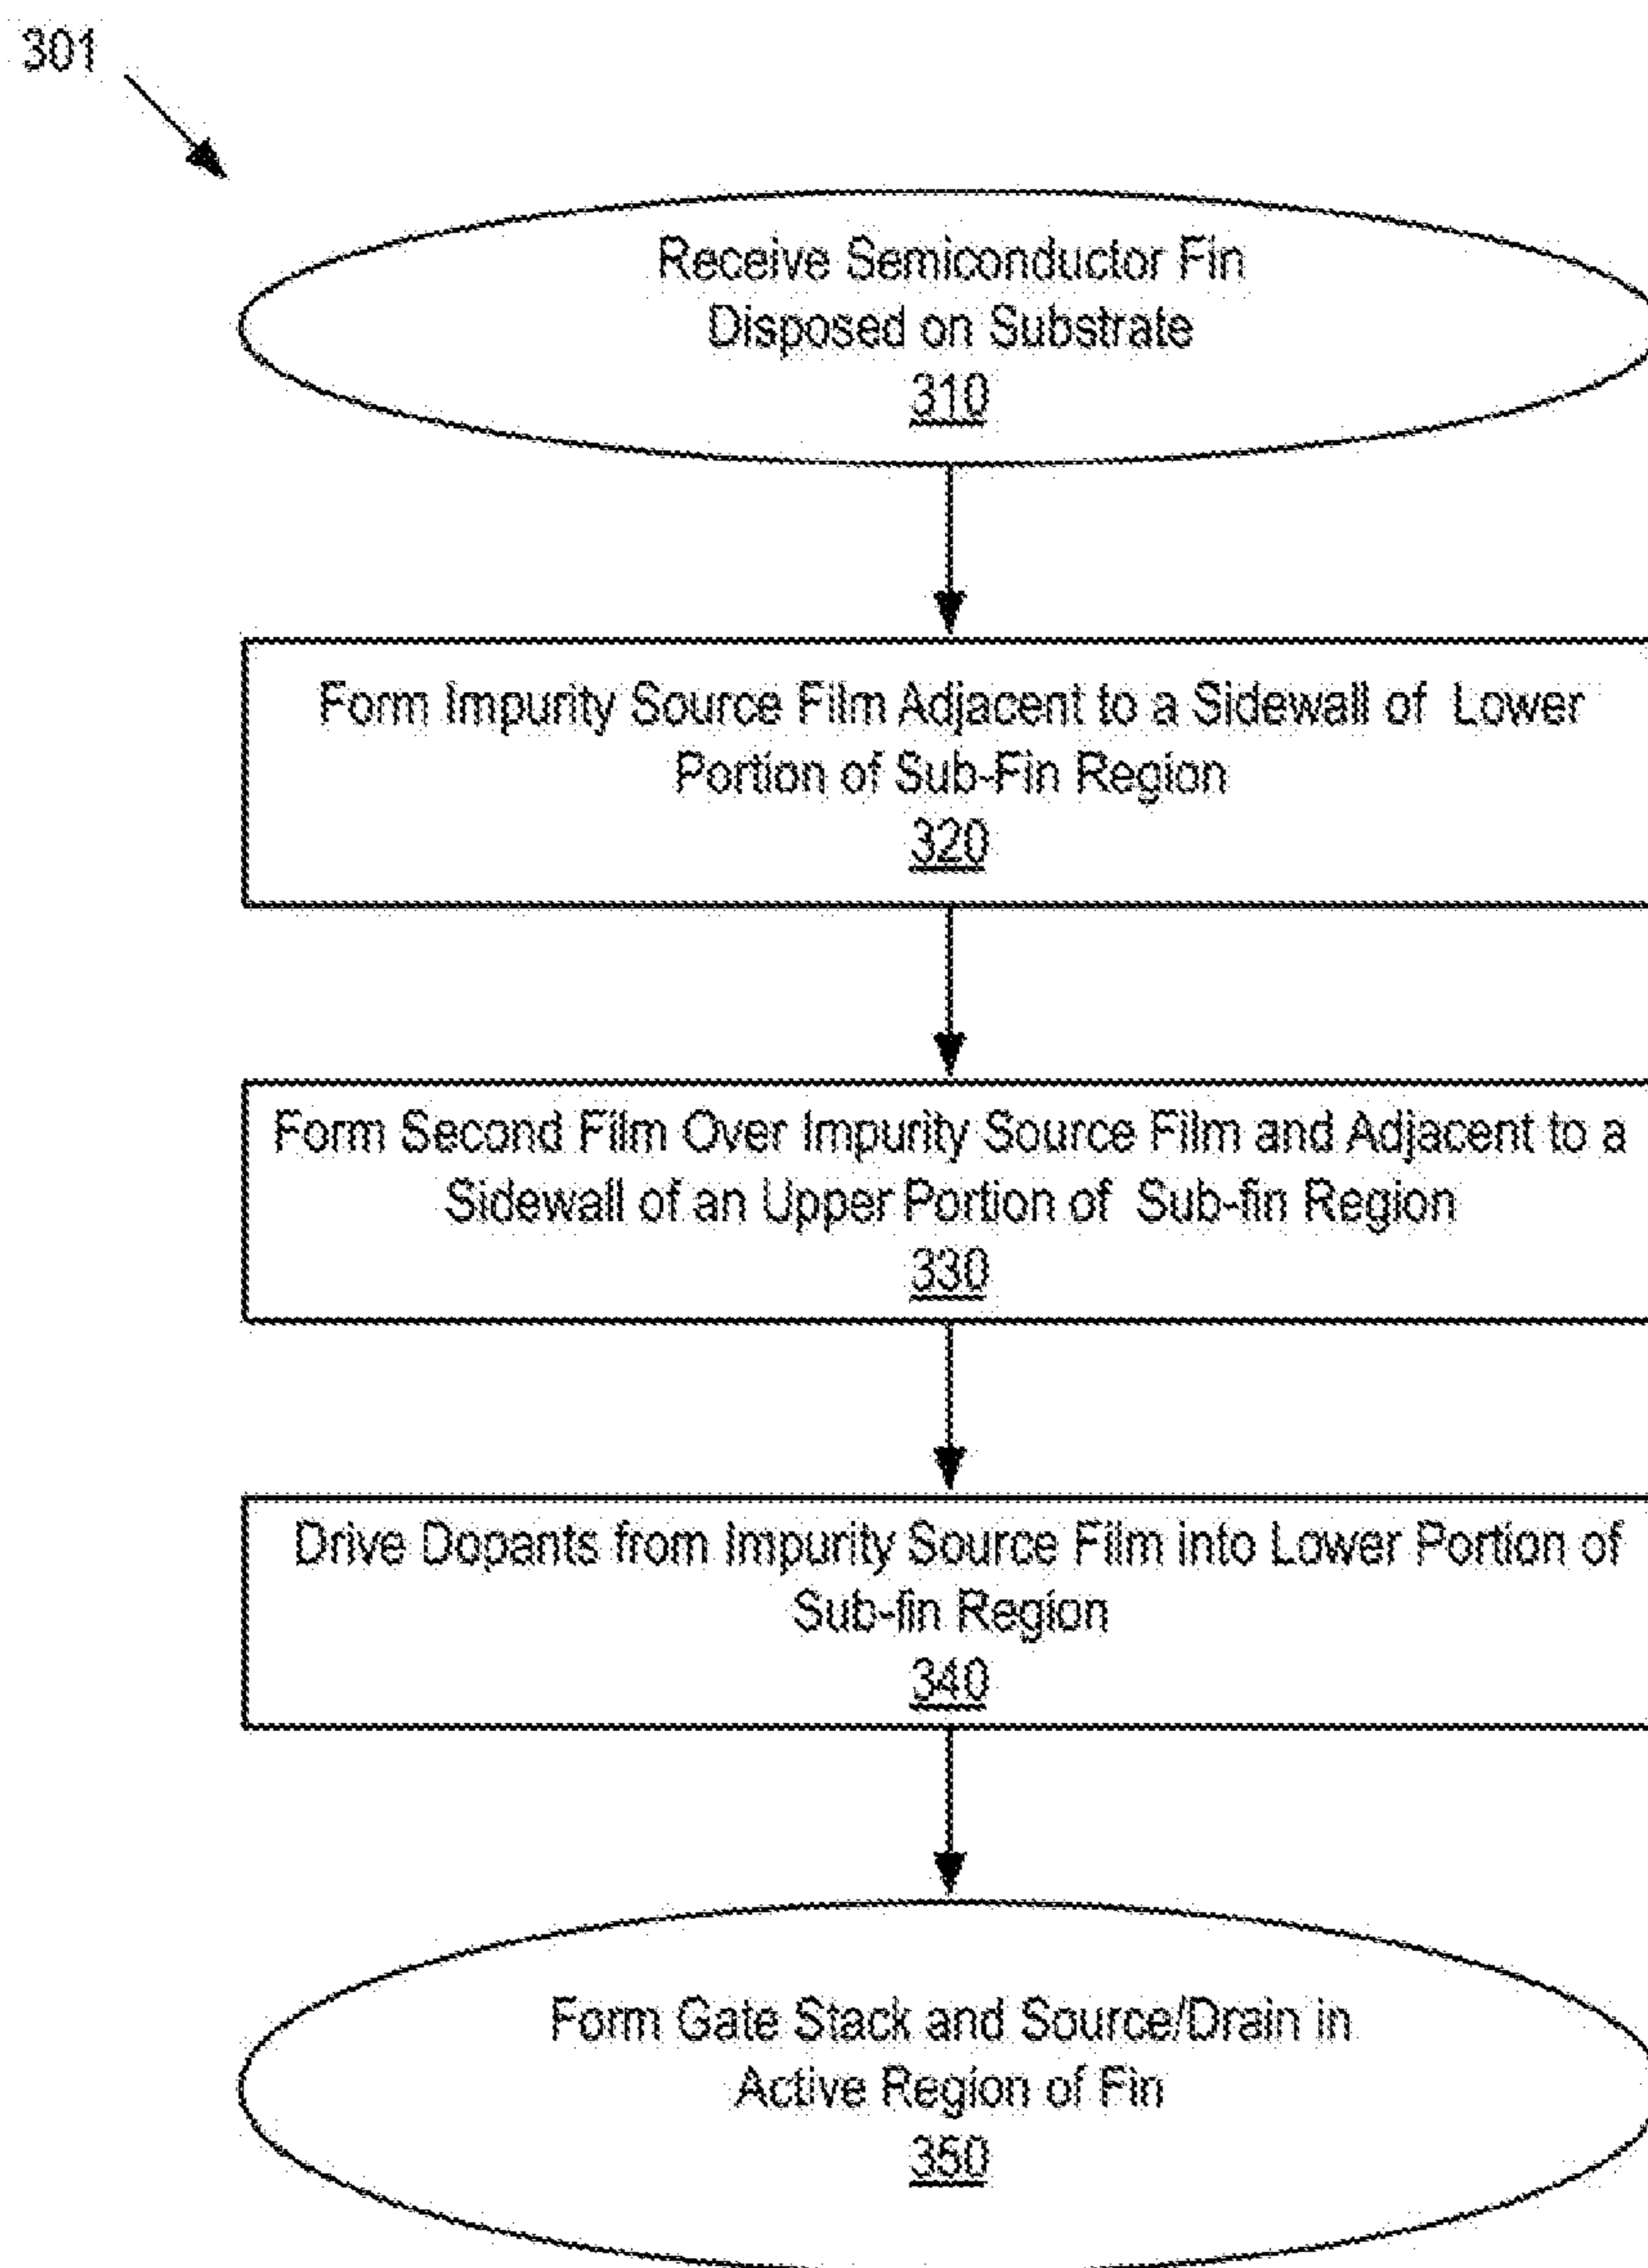 301
Receive Semiconductor Fin
Disposed on Substrate
310
Form Impurity Source Film Adjacent to a Sidewall of Lower
Portion of Sub-Fin Region
320
Form Second Film Over Impurity Source Film and Adjacent to a
Sidewall of an Upper Portion of Sub-fin Region
330
Drive Dopants from Impurity Source Film into Lower Portion of
Sub-fin Region
340
Form Gate Stack and Source/Drain in
Active Region of Fin
350